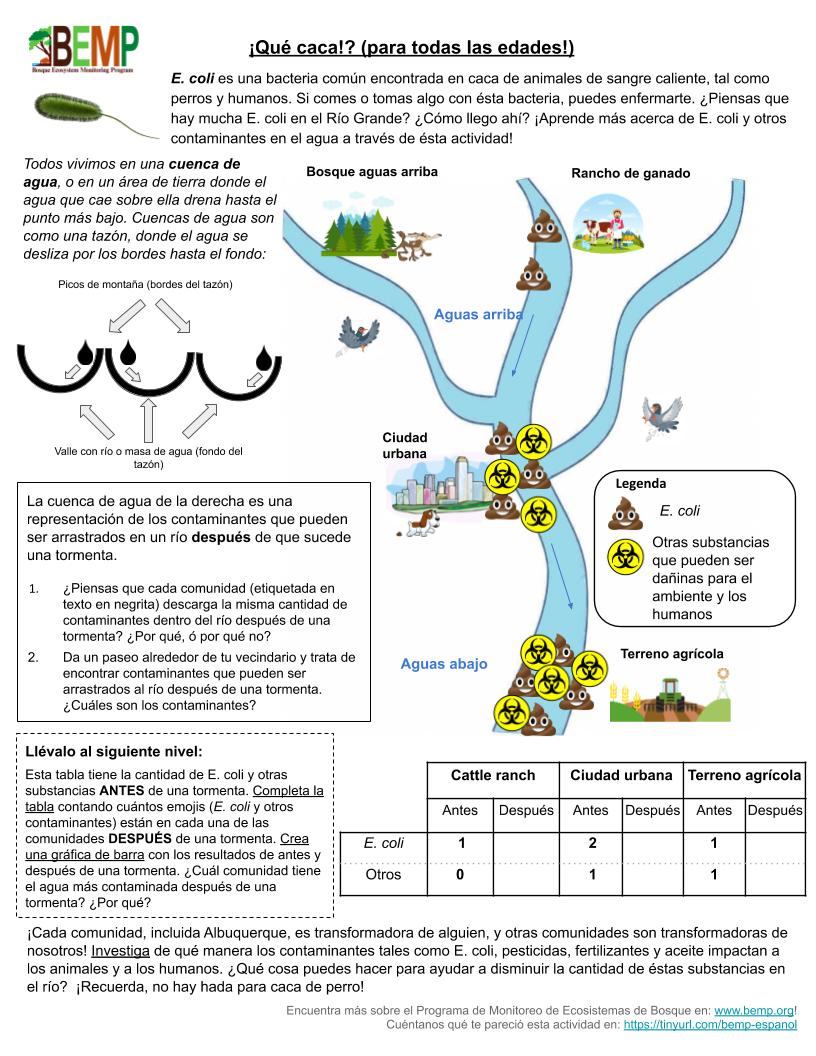 BEMP
Bosque Ecosystem Monitoring Program
¡Qué caca!? (para todas las edades!)
E. coli es una bacteria común encontrada en caca de animales de sangre caliente, tal como
perros y humanos. Si comes o tomas algo con ésta bacteria, puedes enfermarte. ¿Piensas que
hay mucha E. coli en el Río Grande? ¿Cómo llego ahí? ¡Aprende más acerca de E. coli y otros
contaminantes en el agua a través de ésta actividad!
Todos vivimos en una cuenca de
agua, o en un área de tierra donde el
agua que cae sobre ella drena hasta el
punto más bajo. Cuencas de agua son
como una tazón, donde el agua se
desliza por los bordes hasta el fondo:
Picos de montaña (bordes del tazón)
Valle con río o masa de agua (fondo del
tazón)
Bosque aguas arriba
Rancho de ganado
Aguas arriba
Ciudad
urbana
Legenda
E. coli
Otras substancias
que pueden ser
dañinas para el
ambiente y los
humanos
Aguas abajo
Terreno agrícola
La cuenca de agua de la derecha es una
representación de los contaminantes que pueden
ser arrastrados en un río después de que sucede
una tormenta.
1. ¿Piensas que cada comunidad (etiquetada en
texto en negrita) descarga la misma cantidad de
contaminantes dentro del río después de una
tormenta? ¿Por qué, ó por qué no?
2. Da un paseo alrededor de tu vecindario y trata de
encontrar contaminantes que pueden ser
arrastrados al río después de una tormenta.
¿Cuáles son los contaminantes?
Llévalo al siguiente nivel:
Esta tabla tiene la cantidad de E. coli y otras
substancias ANTES de una tormenta. Completa la
tabla contando cuántos emojis (E. coli y otros
contaminantes) están en cada una de las
comunidades DESPUÉS de una tormenta. Crea
una gráfica de barra con los resultados de antes y
después de una tormenta. ¿Cuál comunidad tiene
el agua más contaminada después de una
tormenta? ¿Por qué?
Cattle ranch Ciudad urbana Terreno agrícola
Antes Después Antes Después Antes Después
E. coli 1 2 1
Otros 0 1 1
¡Cada comunidad, incluida Albuquerque, es transformadora de alguien, y otras comunidades son transformadoras de
nosotros! Investiga de qué manera los contaminantes tales como E. coli, pesticidas, fertilizantes y aceite impactan a
los animales y a los humanos. ¿Qué cosa puedes hacer para ayudar a disminuir la cantidad de éstas substancias en
el río? ¡Recuerda, no hay hada para caca de perro!
Encuentra más sobre el Programa de Monitoreo de Ecosistemas de Bosque en: www.bemp.org!
Cuéntanos qué te pareció esta actividad en: https://tinyurl.com/bemp-espanol